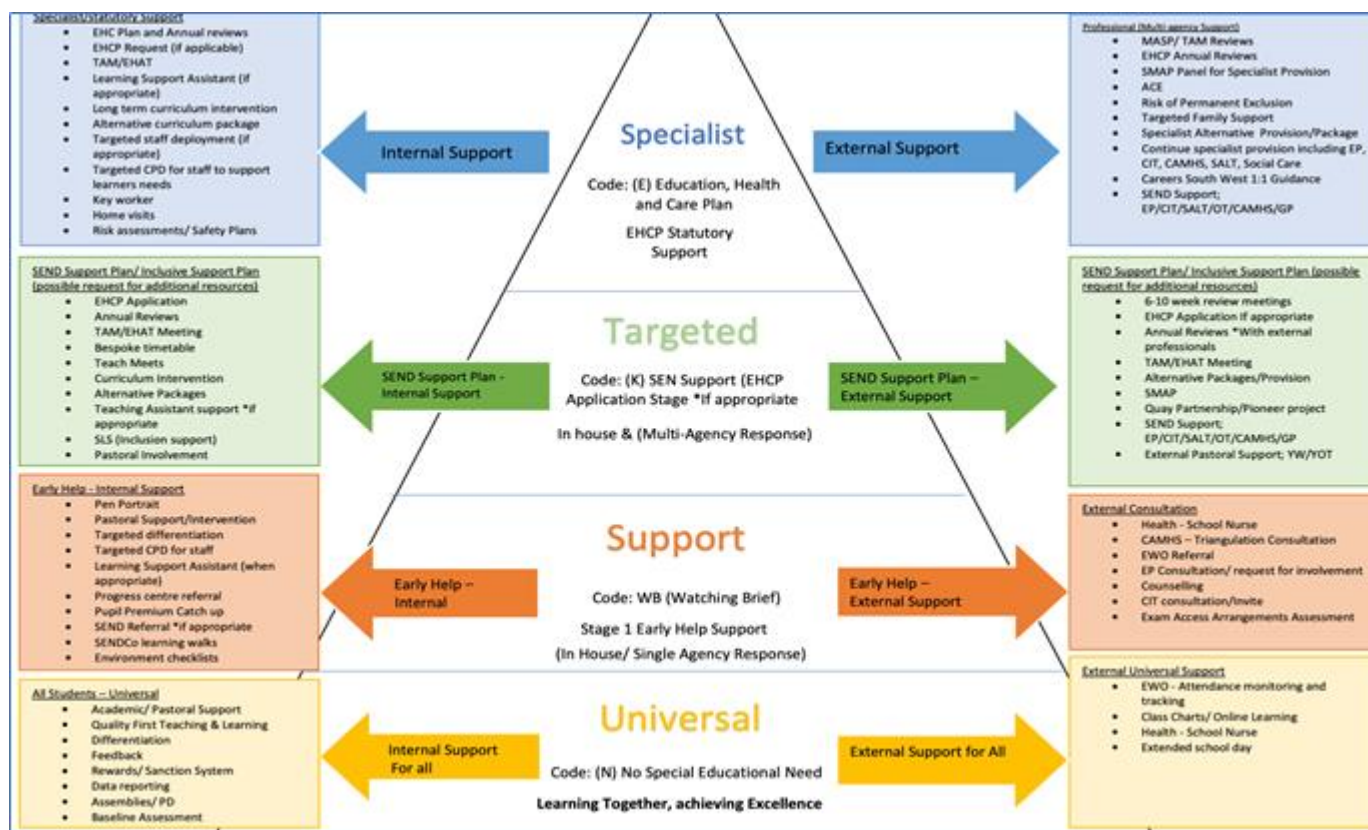 Specialist/statutory Support
• EHC Plan and Annual reviews
• EHCP Request (if applicable)
• TAM/EHAT
• Learning Support Assistant (if
appropriate)
• Long term curriculum intervention
• Alternative curriculum package
• Targeted staff deployment (if
appropriate)
• Targeted CPD for staff to support
learners needs
• Key worker
• Home visits
• Risk assessments/ Safety Plans
Internal Support
Specialist
Code: (E) Education, Health
and Care Plan
EHCP Statutory
Support
External Support
Professional (Multi agency Support)
• MASP/ TAM Reviews
• EHCP Annual Reviews
• SMAP Panel for Specialist Provision
• ACE
• Risk of Permanent Exclusion
• Targeted Family Support
• Specialist Alternative Provision/Package
• Continue specialist provision including EP,
CIT, CAMHS, SALT, Social Care
• Careers South West 1:1 Guidance
• SEND Support;
EP/CIT/SALT/OT/CAMHS/GP
SEND Support Plan/ Inclusive Support Plan
(possible request for additional resources)
• EHCP Application
• Annual Reviews
• TAM/EHAT Meeting
• Bespoke timetable
• Teach Meets
• Curriculum Intervention
• Alternative Packages
• Teaching Assistant support *if
appropriate
• SLS (Inclusion support)
• Pastoral Involvement
SEND Support Plan -
Internal Support
Targeted
Code: (K) SEN Support (EHCP
Application Stage *If appropriate
In house & (Multi-Agency Response)
SEND Support Plan –
External Support
SEND Support Plan/ Inclusive Support Plan (possible
request for additional resources)
• 6-10 week review meetings
• EHCP Application If appropriate
• Annual Reviews *With external
professionals
• TAM/EHAT Meeting
• Alternative Packages/Provision
• SMAP
• Quay Partnership/Pioneer project
• SEND Support;
EP/CIT/SALT/OT/CAMHS/GP
• External Pastoral Support; YW/YOT
Early Help - Internal Support
• Pen Portrait
• Pastoral Support/Intervention
• Targeted differentiation
• Targeted CPD for staff
• Learning Support Assistant (when
appropriate)
• Progress centre referral
• Pupil Premium Catch up
• SEND Referral *if appropriate
• SENDCo learning walks
• Environment checklists
Early Help –
Internal
Support
Code: WB (Watching Brief)
Stage 1 Early Help Support
(In House/ Single Agency Response)
Early Help –
External Support
External Consultation
• Health - School Nurse
• CAMHS – Triangulation Consultation
• EWO Referral
• EP Consultation/ request for involvement
• Counselling
• CIT consultation/Invite
• Exam Access Arrangements Assessment
All Students – Universal
• Academic/ Pastoral Support
• Quality First Teaching & Learning
• Differentiation
• Feedback
• Rewards/ Sanction System
• Data reporting
• Assemblies/ PD
• Baseline Assessment
Internal Support
For all
Universal
Code: (N) No Special Educational Need
Learning Together, achieving Excellence
External Support for All
External Universal Support
• EWO - Attendance monitoring and
tracking
• Class Charts/ Online Learning
• Health - School Nurse
• Extended school day